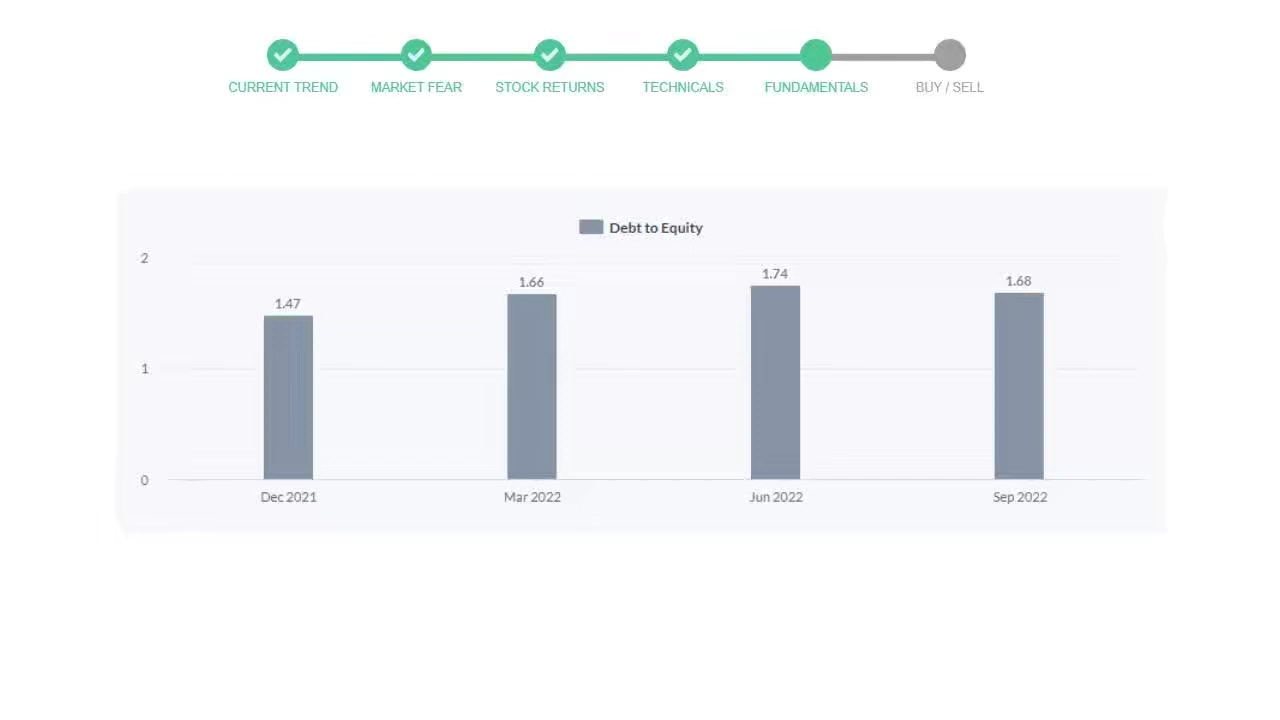 CURRENT TREND MARKET FEAR STOCK RETURNS TECHNICALS FUNDAMENTALS BUY / SELL
Debt to Equity
2
1.47 1.66 1.74 1.68
1
0
Dec 2021 Mar 2022 Jun 2022 Sep 2022